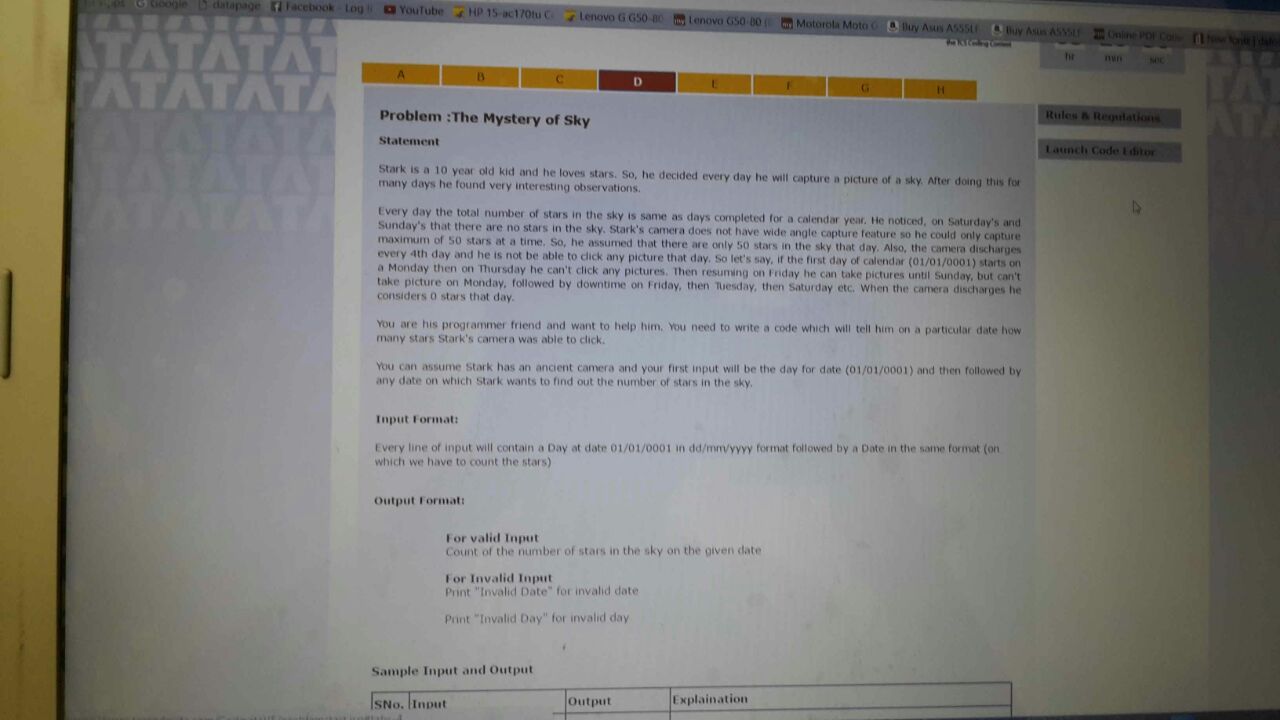 Google datapage Facebook - Log YouTube HP 15-ac170tu Lenovo G G50-80 Lenovo G50-80 Motorola Moto G Buy Asus A555Lf Buy Asus A555Lf Online PDF
the TCS Coding Contest
hr min sec
A B C D E F G H
Problem :The Mystery of Sky
Rules & Regulations
Statement
Launch Code Editor
Stark is a 10 year old kid and he loves stars. So, he decided every day he will capture a picture of a sky. After doing this for
many days he found very interesting observations.
Every day the total number of stars in the sky is same as days completed for a calendar year. He noticed, on Saturday's and
Sunday's that there are no stars in the sky. Stark's camera does not have wide angle capture feature so he could only capture
maximum of 50 stars at a time. So, he assumed that there are only 50 stars in the sky that day. Also, the camera discharges
every 4th day and he is not be able to click any picture that day. So let's say, if the first day of calendar (01/01/0001) starts on
a Monday then on Thursday he can't click any pictures. Then resuming on Friday he can take pictures until Sunday, but can't
take picture on Monday, followed by downtime on Friday, then Tuesday, then Saturday etc. When the camera discharges he
considers 0 stars that day.
You are his programmer friend and want to help him. You need to write a code which will tell him on a particular date how
many stars Stark's camera was able to click.
You can assume Stark has an ancient camera and your first input will be the day for date (01/01/0001) and then followed by
any date on which Stark wants to find out the number of stars in the sky.
Input Format:
Every line of input will contain a Day at date 01/01/0001 in dd/mm/yyyy format followed by a Date in the same format (on
which we have to count the stars)
Output Format:
For valid Input
Count of the number of stars in the sky on the given date
For Invalid Input
Print "Invalid Date" for invalid date
Print "Invalid Day" for invalid day
Sample Input and Output
SNo. Input Output Explaination